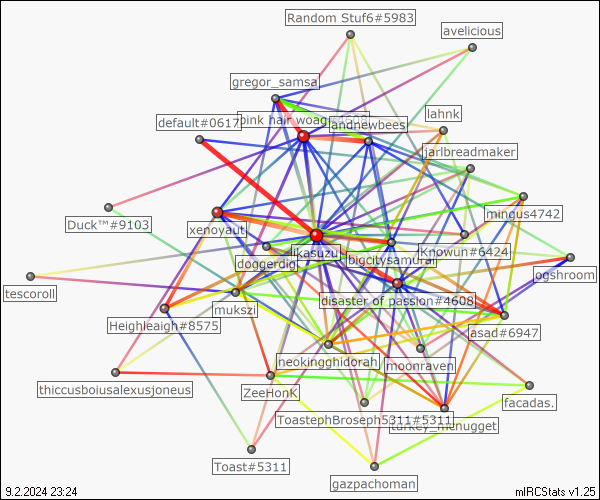 Random Stuf6#5983
avelicious
gregor_samsa
lahnk
default#0617
pink hair woag
andnewbees
jarlbreadmaker
mingus4742
Duck™#9103
xenoyaut
ikasuzu
Knowun#6424
doggerdig
bigcitysamurai
ogshroom
tescoroll
mukszi
disaster of passion#4608
Heighleaigh#8575
asad#6947
neokingghidorah
moonraven
thiccusboiusalexusjoneus
ZeeHonK
facadas.
ToastephBroseph5311#5311
turkey_mcnugget
Toast#5311
gazpachoman
9.2.2024 23:24
mIRCStats v1.25